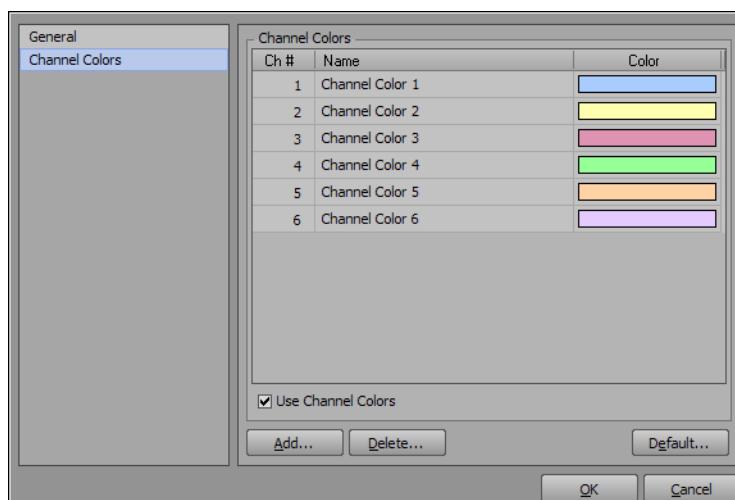 General
Channel Colors
Channel Colors
Ch # Name Color
1 Channel Color 1
2 Channel Color 2
3 Channel Color 3
4 Channel Color 4
5 Channel Color 5
6 Channel Color 6
Use Channel Colors
Add... Delete... Default...
OK Cancel